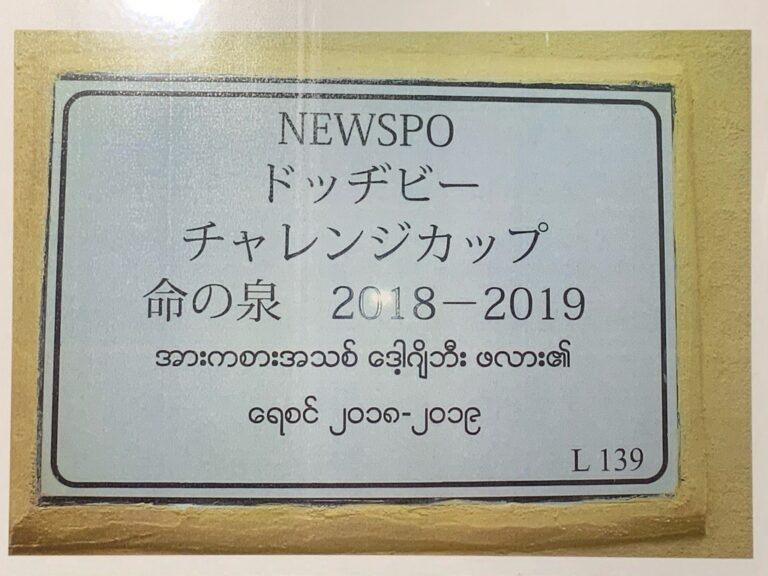 NEWSPO
ドッヂビー
チャレンジカップ
命の泉　2018－2019
အားကစားအသစ် ဒေါ့ဂျိဘီး ဖလား၏
ရေစင် ၂၀၁၈-၂၀၁၉
L 139